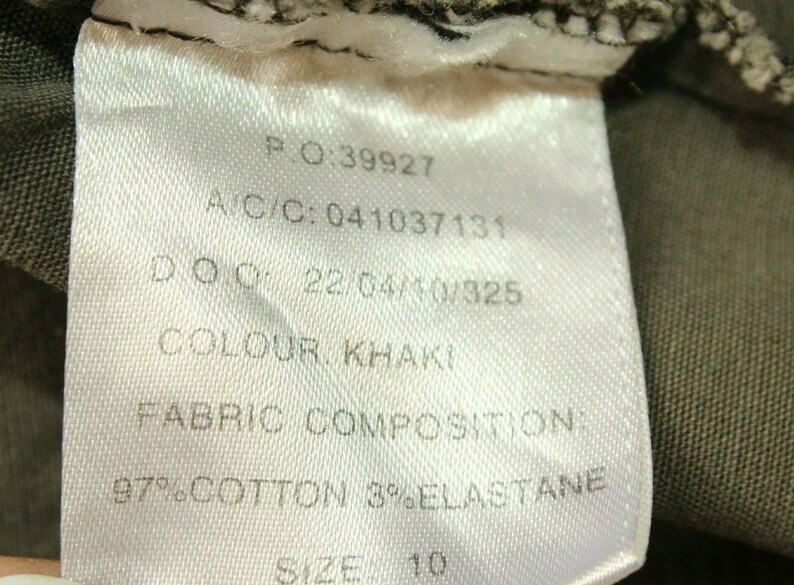 P.O:39927
A/C/C: 041037131
D O O: 22/04/10/325
COLOUR. KHAKI
FABRIC COMPOSITION:
97%COTTON 3%ELASTANE
SIZE: 10